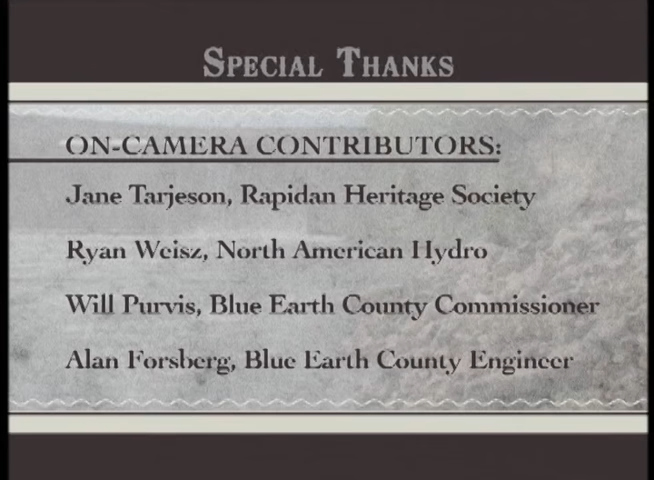 Special Thanks
ON-CAMERA CONTRIBUTORS:
Jane Tarjeson, Rapidan Heritage Society
Ryan Weisz, North American Hydro
Will Purvis, Blue Earth County Commissioner
Alan Forsberg, Blue Earth County Engineer